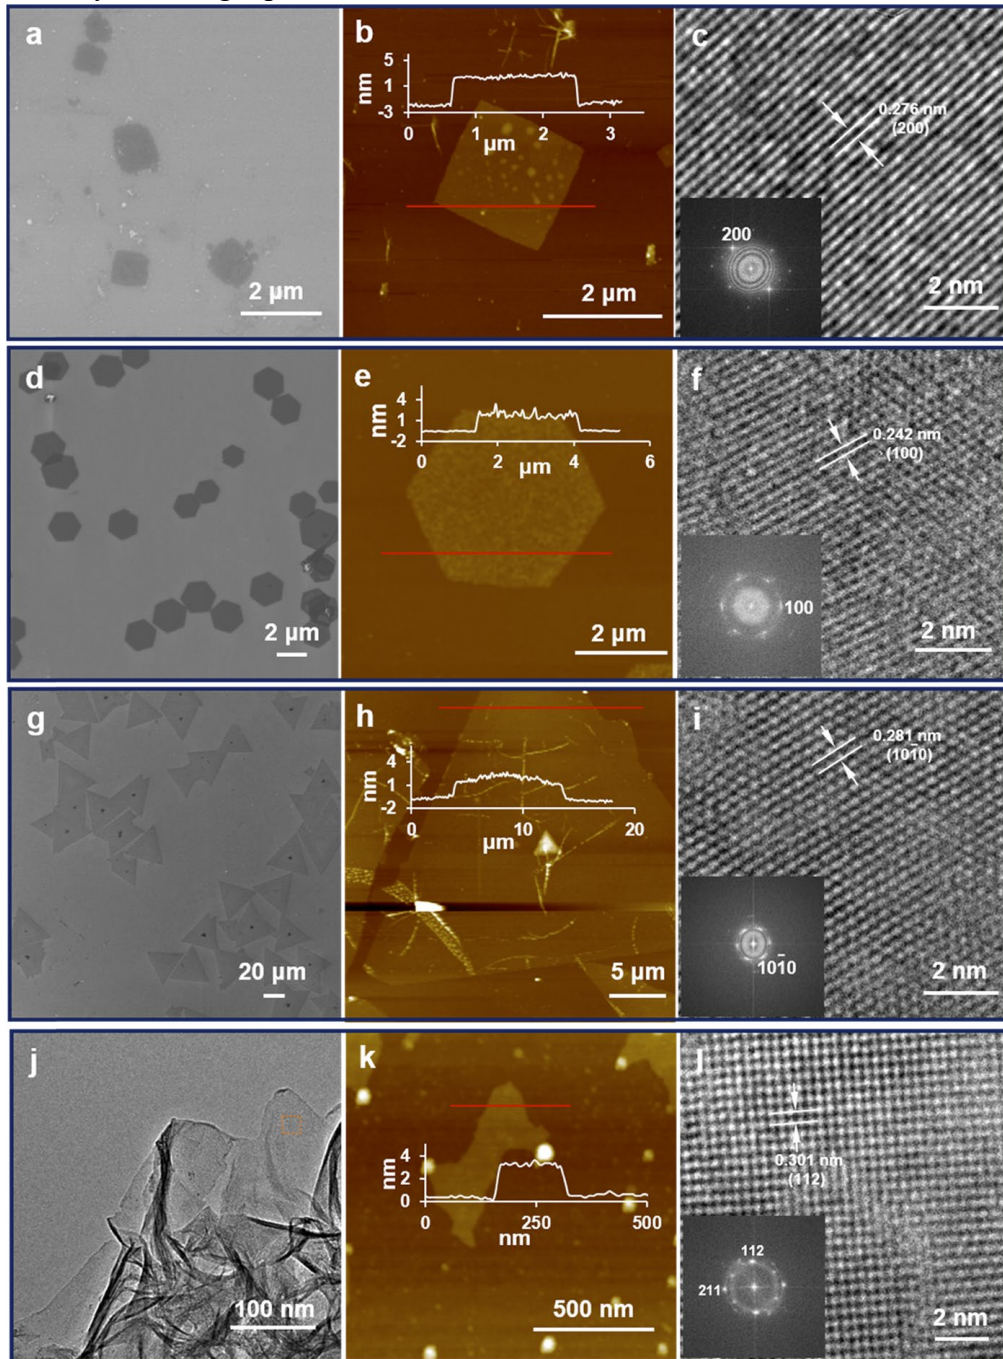 a
2 µm
b
nm
5
1
-3
0
1
2
3
µm
2 µm
c
0.276 nm
(200)
200
2 nm
d
2 µm
e
nm
4
1
-2
0
2
4
6
µm
2 µm
f
0.242 nm
(100)
100
2 nm
g
20 µm
h
nm
4
1
-2
0
10
20
µm
5 µm
i
0.281 nm
(101̄0)
101̄0
2 nm
j
100 nm
k
nm
4
2
0
0
250
500
nm
500 nm
l
0.301 nm
(112)
112
211
2 nm